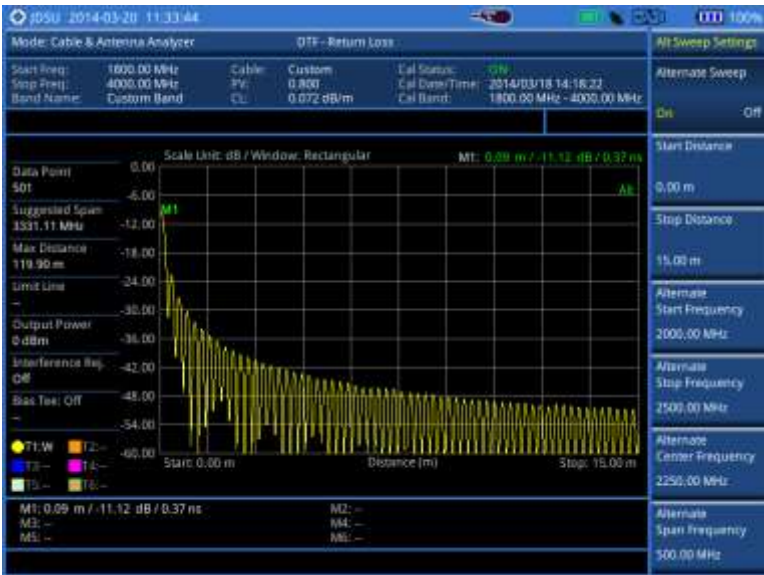 JDSU 2014-03-20 11:33:44
100%
Mode: Cable & Antenna Analyzer
DTF - Return Loss
Alt Sweep Settings
Start Freq: 1800.00 MHz
Stop Freq: 4000.00 MHz
Band Name: Custom Band
Cable: Custom
PV: 0.800
CL: 0.072 dB/m
Cal Status: ON
Cal Date/Time: 2014/03/18 14:18:22
Cal Band: 1800.00 MHz - 4000.00 MHz
Alternate Sweep
On Off
Scale Unit: dB / Window: Rectangular
M1: 0.09 m / -11.12 dB / 0.37 ns
Alt
Data Point
501
Suggested Span
3331.11 MHz
Max Distance
119.90 m
Limit Line
--
Output Power
0 dBm
Interference Rej.
Off
Bias Tee: Off
--
T1:W T2:--
T3:-- T4:--
T5:-- T6:--
0.00
-6.00
-12.00
-18.00
-24.00
-30.00
-36.00
-42.00
-48.00
-54.00
-60.00
M1
Start: 0.00 m
Distance (m)
Stop: 15.00 m
Start Distance
0.00 m
Stop Distance
15.00 m
Alternate
Start Frequency
2000.00 MHz
Alternate
Stop Frequency
2500.00 MHz
Alternate
Center Frequency
2250.00 MHz
Alternate
Span Frequency
500.00 MHz
M1: 0.09 m / -11.12 dB / 0.37 ns
M2: --
M3: --
M4: --
M5: --
M6: --